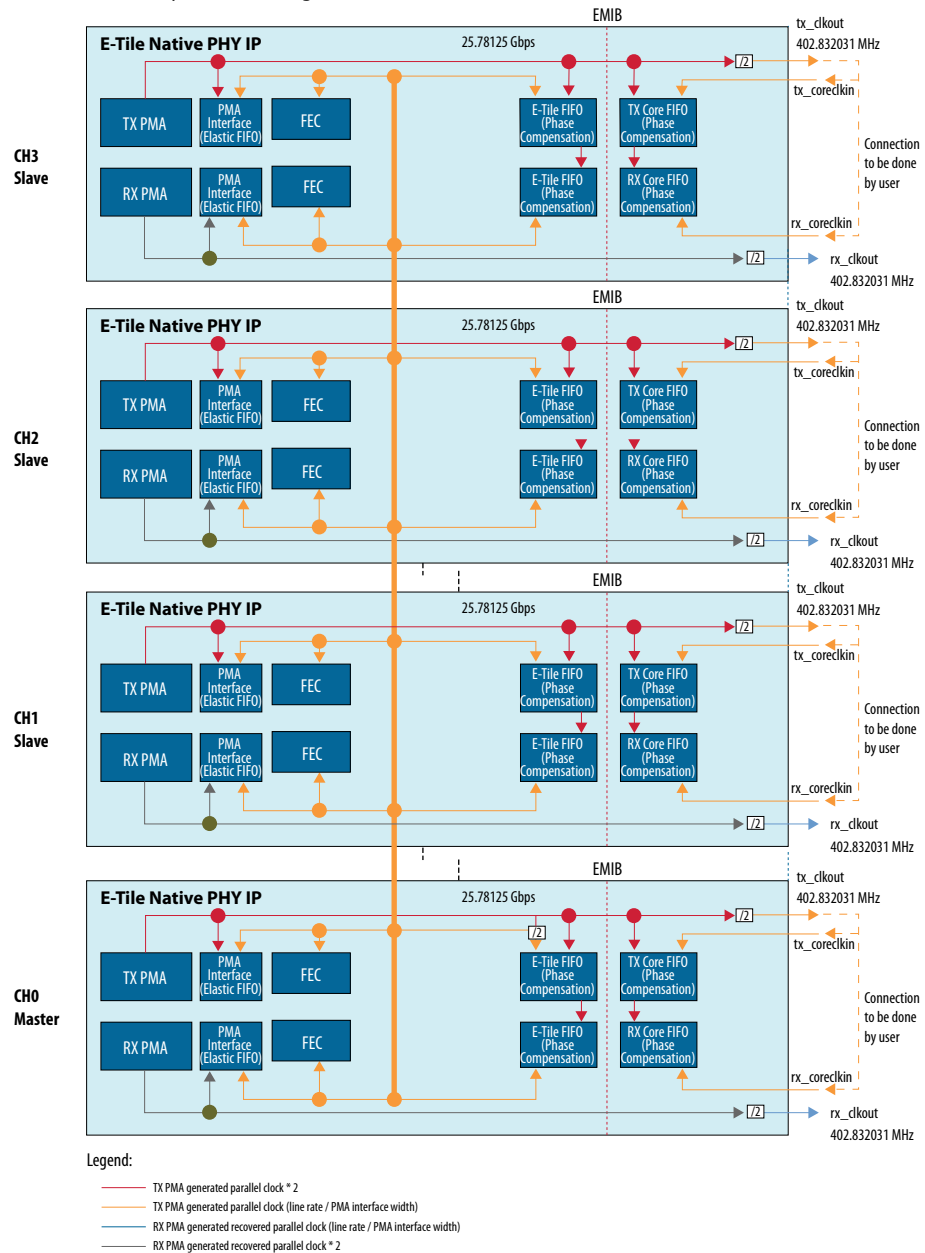 EMIB
tx_clkout
402.832031 MHz
E-Tile Native PHY IP
25.78125 Gbps
/2
tx_coreclkin
TX PMA
PMA
Interface
(Elastic FIFO)
FEC
E-Tile FIFO
(Phase
Compensation)
TX Core FIFO
(Phase
Compensation)
Connection
to be done
by user
CH3
Slave
RX PMA
PMA
Interface
(Elastic FIFO)
FEC
E-Tile FIFO
(Phase
Compensation)
RX Core FIFO
(Phase
Compensation)
rx_coreclkin
/2
rx_clkout
402.832031 MHz
EMIB
tx_clkout
402.832031 MHz
E-Tile Native PHY IP
25.78125 Gbps
/2
tx_coreclkin
TX PMA
PMA
Interface
(Elastic FIFO)
FEC
E-Tile FIFO
(Phase
Compensation)
TX Core FIFO
(Phase
Compensation)
Connection
to be done
by user
CH2
Slave
RX PMA
PMA
Interface
(Elastic FIFO)
FEC
E-Tile FIFO
(Phase
Compensation)
RX Core FIFO
(Phase
Compensation)
rx_coreclkin
/2
rx_clkout
402.832031 MHz
EMIB
tx_clkout
402.832031 MHz
E-Tile Native PHY IP
25.78125 Gbps
/2
tx_coreclkin
TX PMA
PMA
Interface
(Elastic FIFO)
FEC
E-Tile FIFO
(Phase
Compensation)
TX Core FIFO
(Phase
Compensation)
Connection
to be done
by user
CH1
Slave
RX PMA
PMA
Interface
(Elastic FIFO)
FEC
E-Tile FIFO
(Phase
Compensation)
RX Core FIFO
(Phase
Compensation)
rx_coreclkin
/2
rx_clkout
402.832031 MHz
EMIB
tx_clkout
402.832031 MHz
E-Tile Native PHY IP
25.78125 Gbps
/2
/2
tx_coreclkin
TX PMA
PMA
Interface
(Elastic FIFO)
FEC
E-Tile FIFO
(Phase
Compensation)
TX Core FIFO
(Phase
Compensation)
Connection
to be done
by user
CH0
Master
RX PMA
PMA
Interface
(Elastic FIFO)
FEC
E-Tile FIFO
(Phase
Compensation)
RX Core FIFO
(Phase
Compensation)
rx_coreclkin
/2
rx_clkout
402.832031 MHz
Legend:
TX PMA generated parallel clock * 2
TX PMA generated parallel clock (line rate / PMA interface width)
RX PMA generated recovered parallel clock (line rate / PMA interface width)
RX PMA generated recovered parallel clock * 2